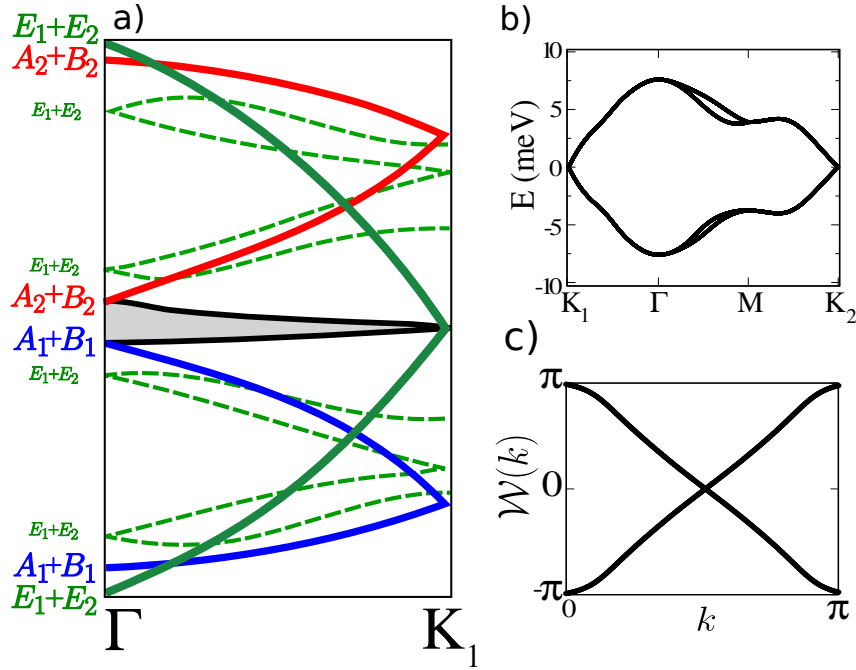 a)
E₁+E₂
A₂+B₂
E₁+E₂
E₁+E₂
A₂+B₂
A₁+B₁
E₁+E₂
E₁+E₂
A₁+B₁
E₁+E₂
Γ K₁
b)
E (meV)
10
5
0
-5
-10
K₁ Γ M K₂
c)
𝒲(k)
π
0
-π
0 k π